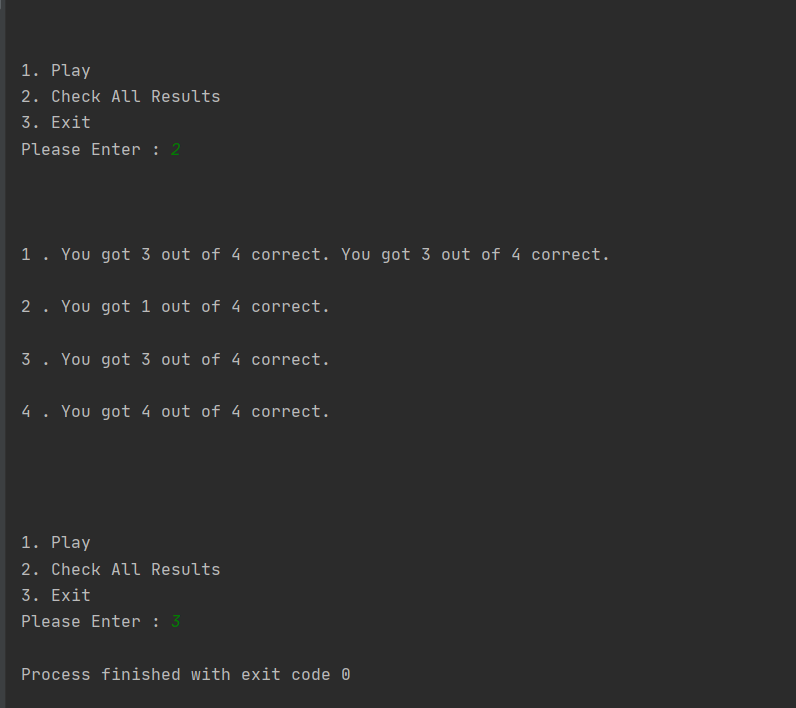 1. Play
2. Check All Results
3. Exit
Please Enter : 2
1 . You got 3 out of 4 correct. You got 3 out of 4 correct.
2 . You got 1 out of 4 correct.
3 . You got 3 out of 4 correct.
4 . You got 4 out of 4 correct.
1. Play
2. Check All Results
3. Exit
Please Enter : 3
Process finished with exit code 0